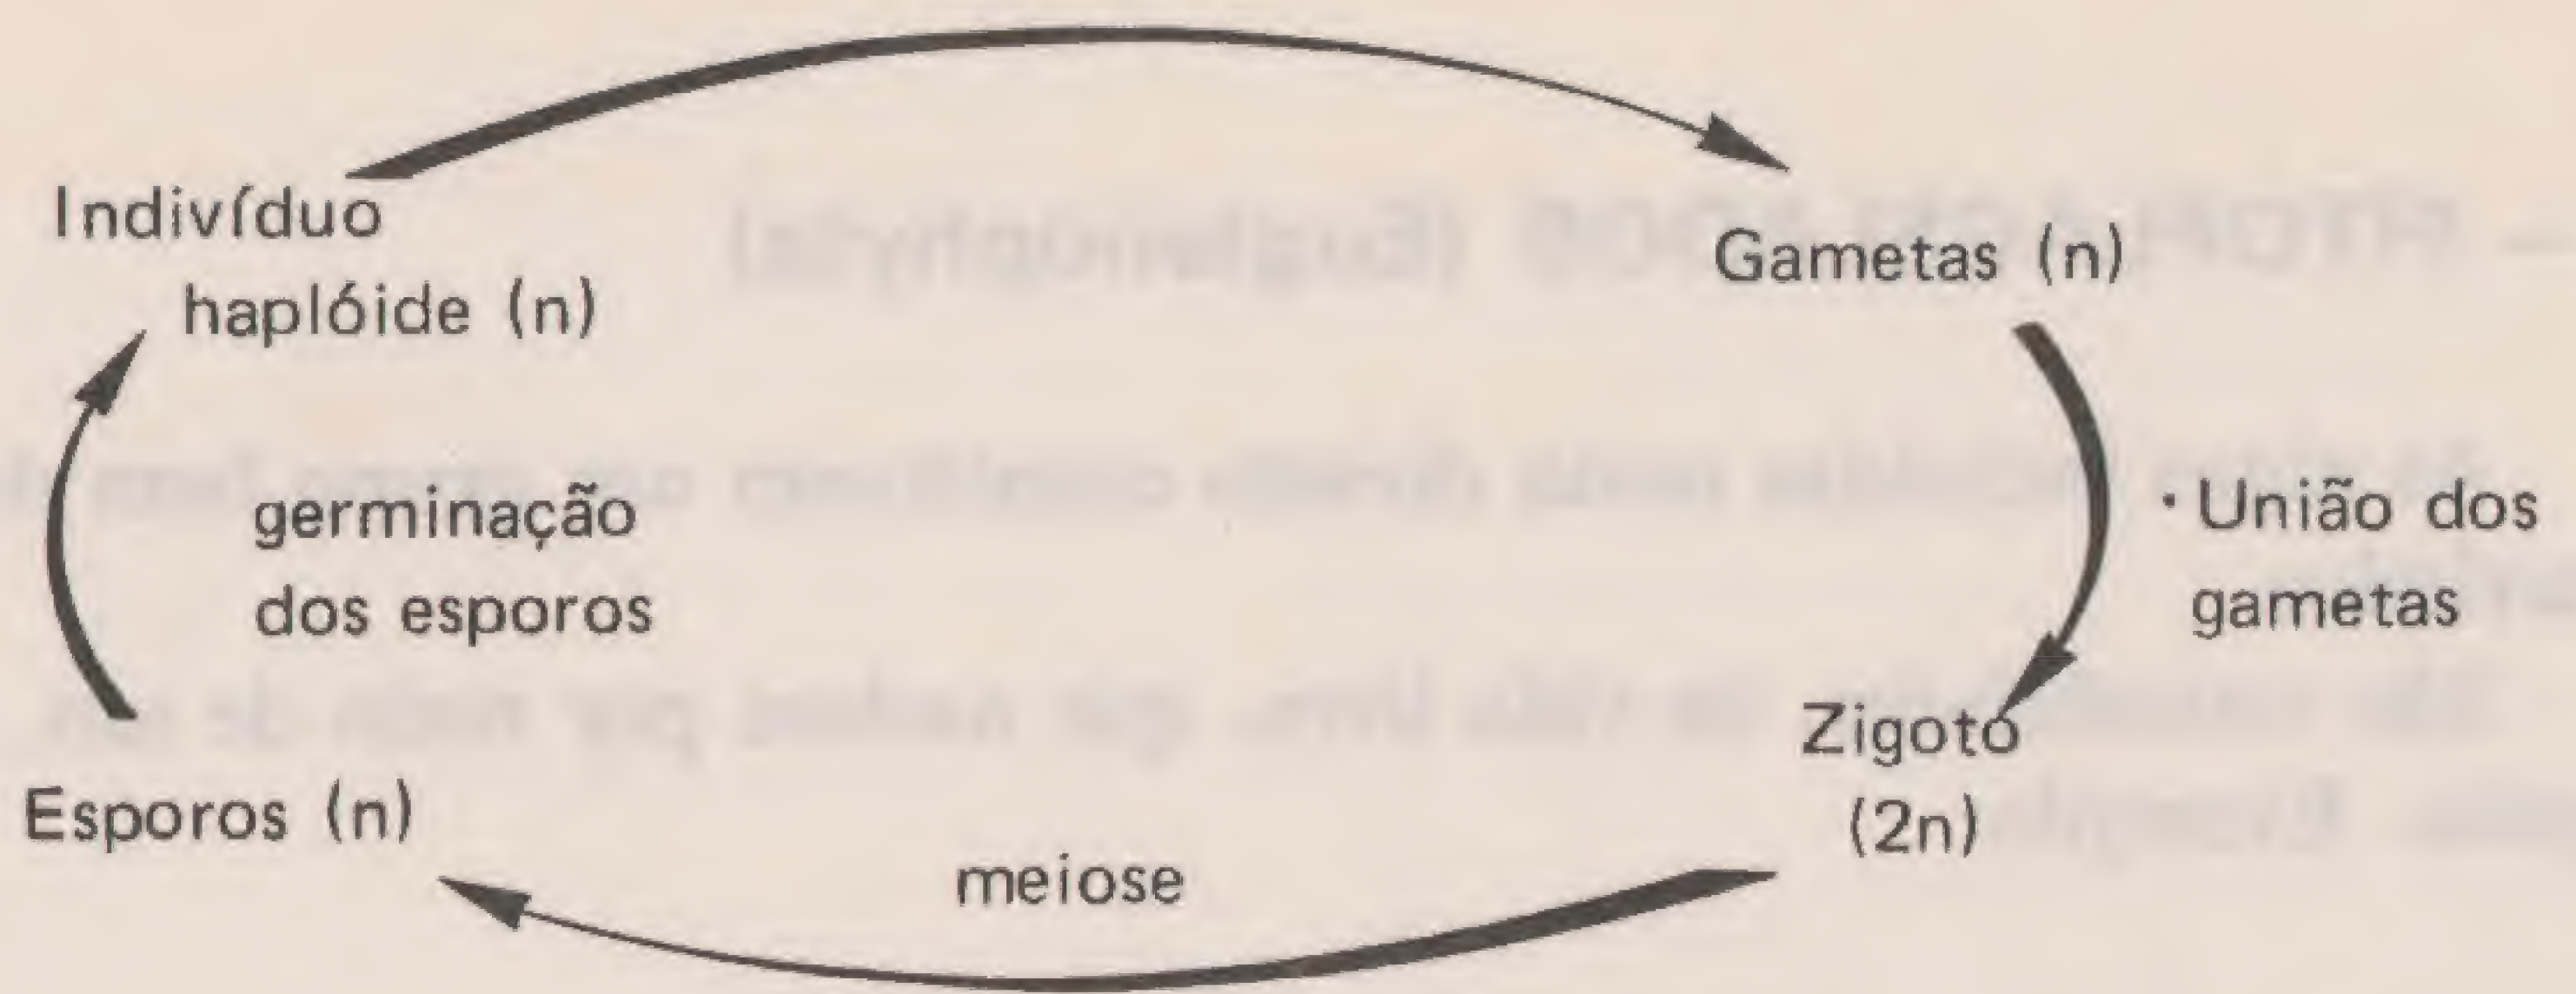 Indivíduo
haplóide (n)
Gametas (n)
germinação
dos esporos
· União dos
gametas
Zigoto
(2n)
Esporos (n)
meiose